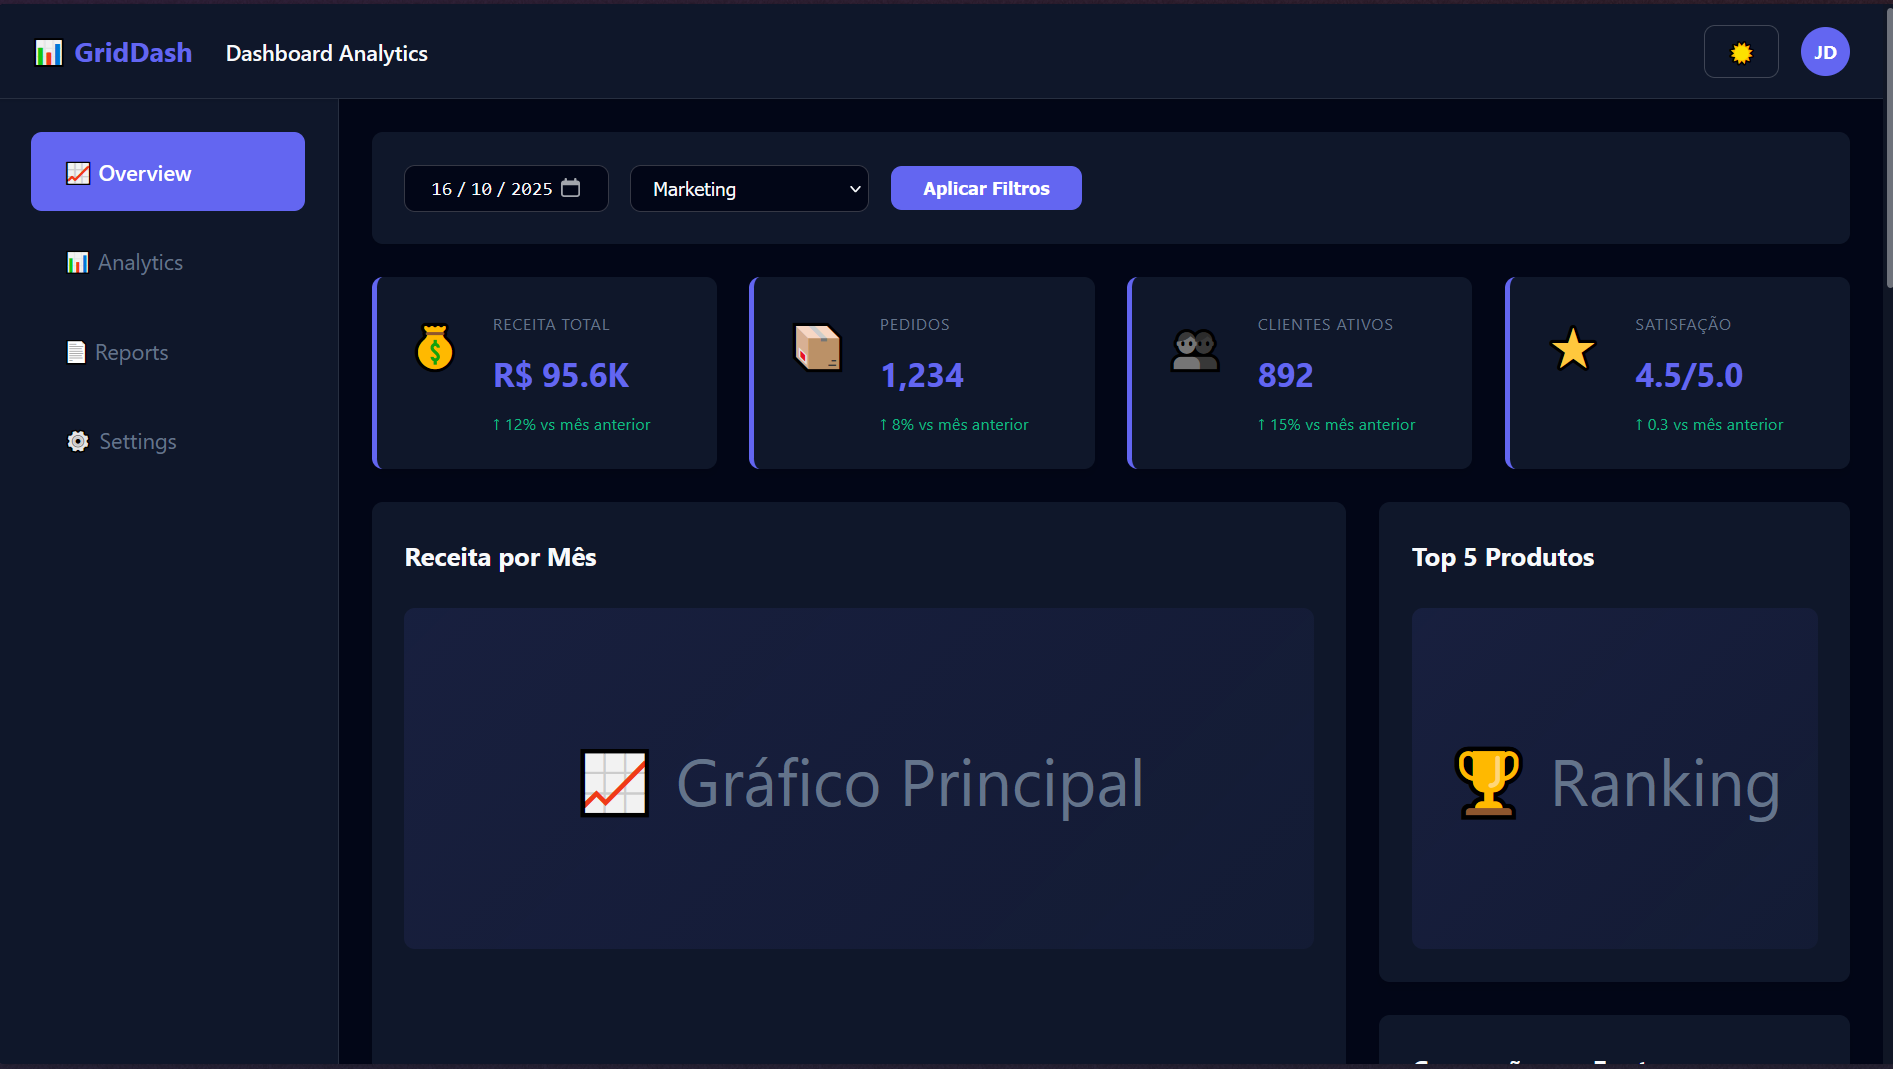 GridDash
Dashboard Analytics
JD
Overview
Analytics
Reports
Settings
16 / 10 / 2025
Marketing
Aplicar Filtros
RECEITA TOTAL
R$ 95.6K
↑ 12% vs mês anterior
PEDIDOS
1,234
↑ 8% vs mês anterior
CLIENTES ATIVOS
892
↑ 15% vs mês anterior
SATISFAÇÃO
4.5/5.0
↑ 0.3 vs mês anterior
Receita por Mês
Gráfico Principal
Top 5 Produtos
Ranking